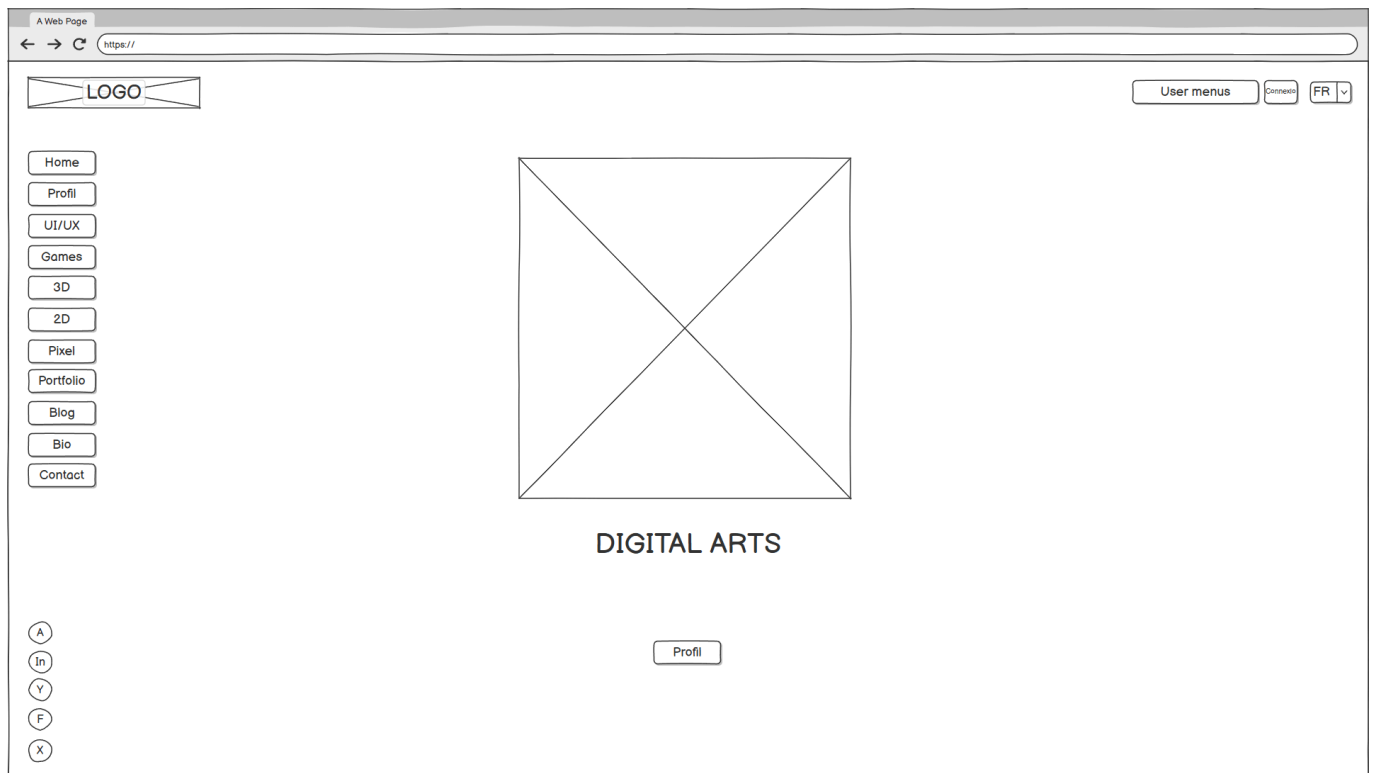 A Web Page
https://
LOGO
User menus
Connexio
FR
Home
Profil
UI/UX
Games
3D
2D
Pixel
Portfolio
Blog
Bio
Contact
DIGITAL ARTS
Profil
A
In
Y
F
X